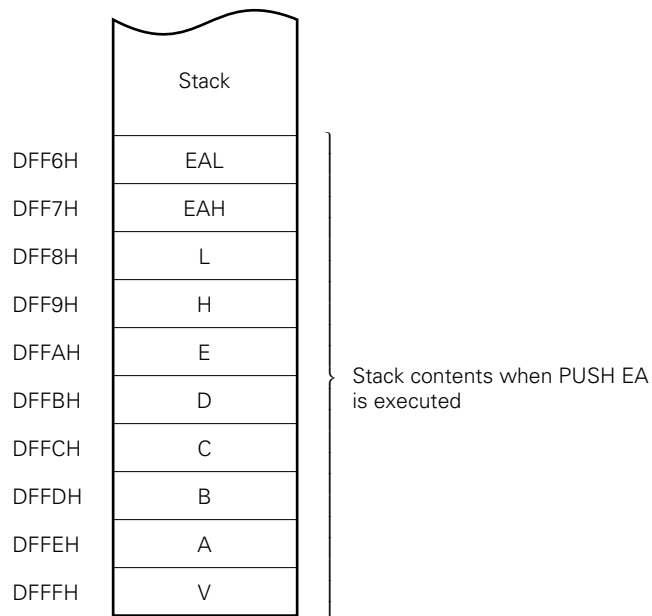 Stack
DFF6H EAL
DFF7H EAH
DFF8H L
DFF9H H
DFFAH E
DFFBH D
DFFCH C
DFFDH B
DFFEH A
DFFFH V
Stack contents when PUSH EA
is executed